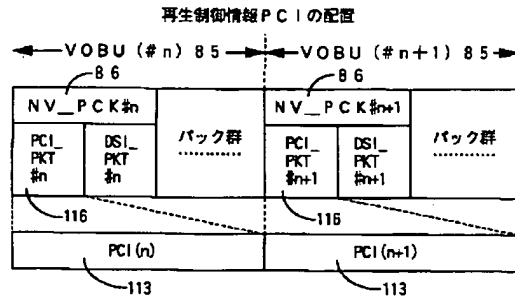 再生制御情報PCIの配置
VOBU(#n)85 VOBU(#n+1)85
86 86
NV_PCK#n NV_PCK#n+1
PCI_ DSI_ パック群 PCI_ DSI_ パック群
PKT PKT ......... PKT PKT .........
#n #n #n+1 #n+1
116 116
PCI(n) PCI(n+1)
113 113